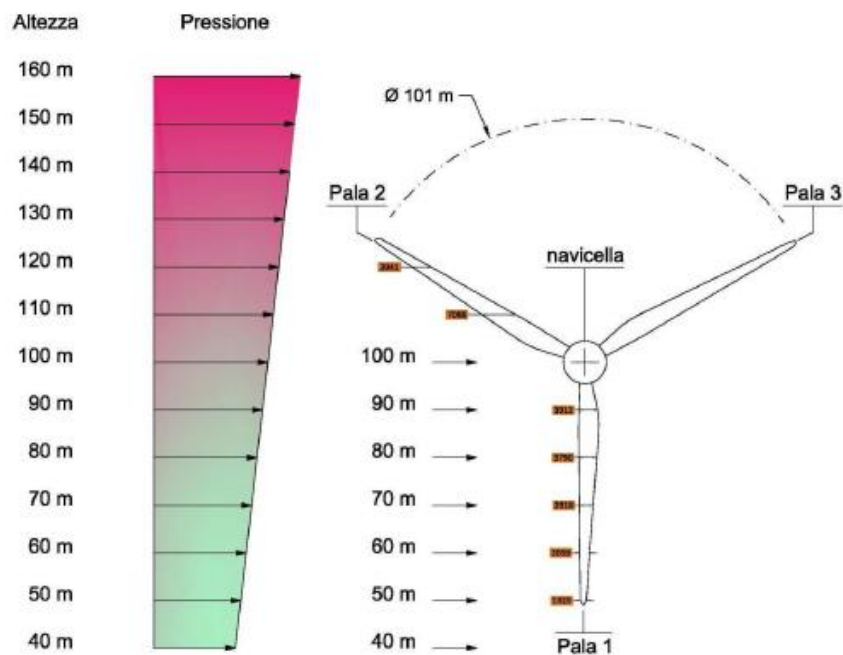 Altezza
Pressione
160 m
150 m
140 m
130 m
120 m
110 m
100 m
90 m
80 m
70 m
60 m
50 m
40 m
Ø 101 m
Pala 2
Pala 3
navicella
100 m
90 m
80 m
70 m
60 m
50 m
40 m
Pala 1